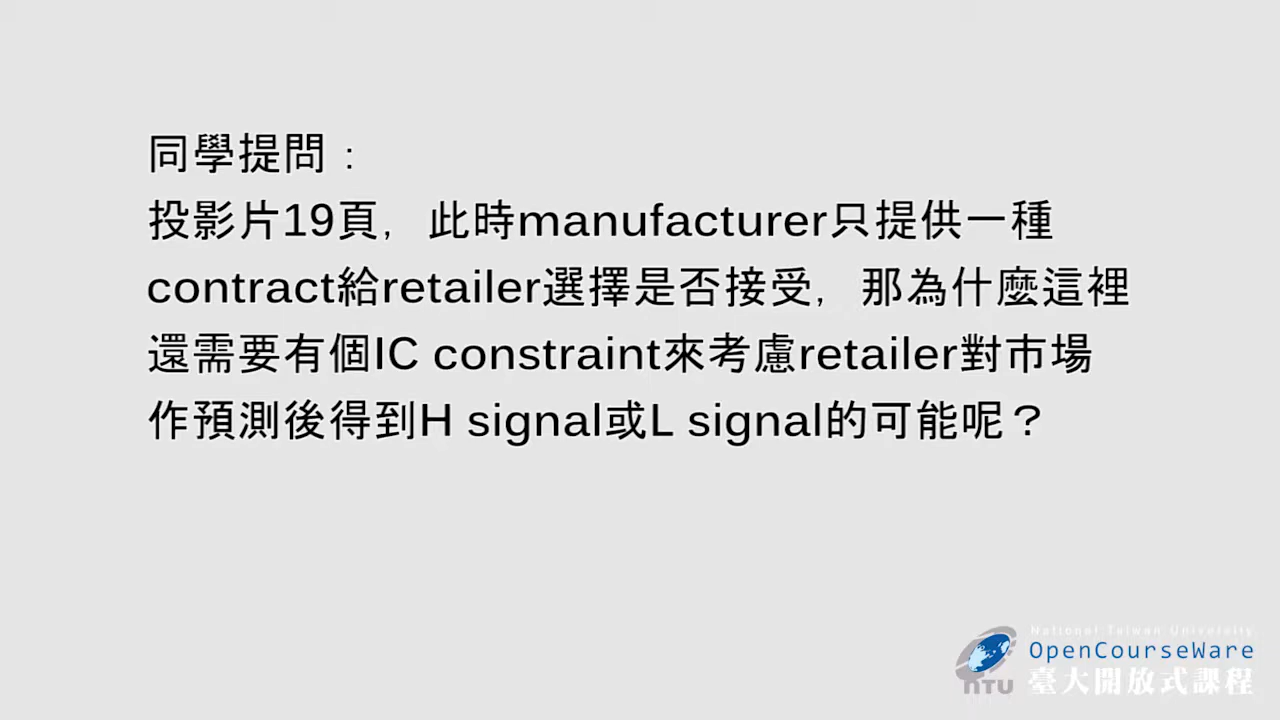 同學提問：
投影片19頁，此時manufacturer只提供一種
contract給retailer選擇是否接受，那為什麼這裡
還需要有個IC constraint來考慮retailer對市場
作預測後得到H signal或L signal的可能呢？
National Taiwan University
OpenCourseWare
NTU 臺大開放式課程